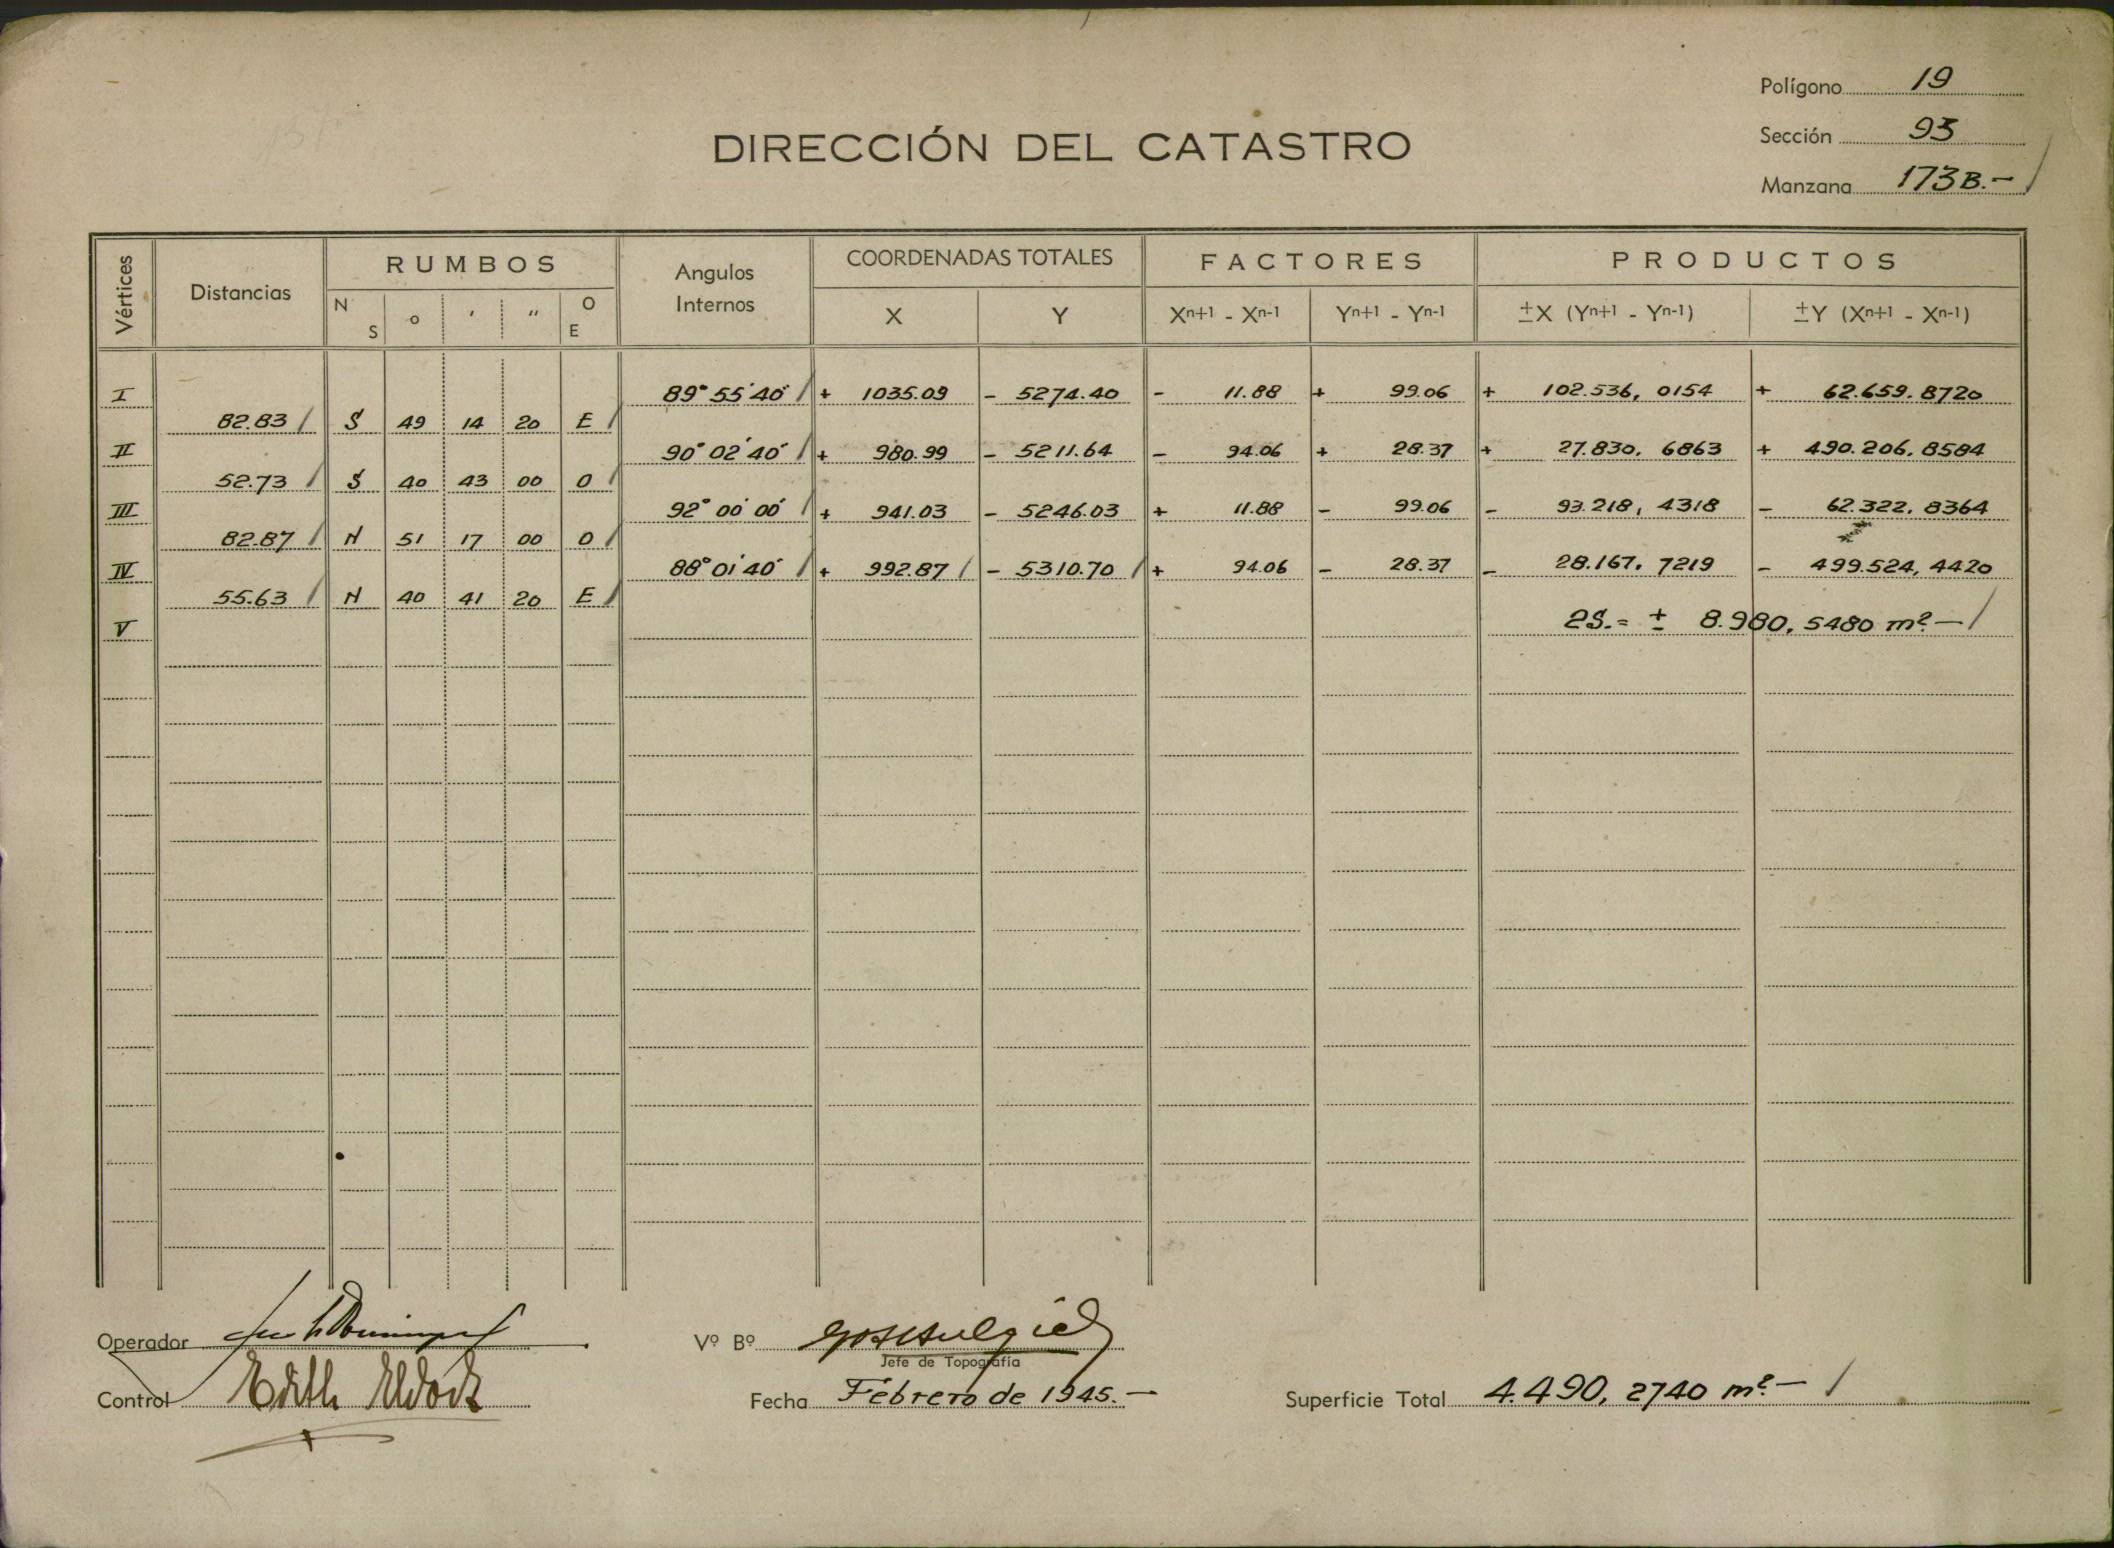 Polígono 19
DIRECCIÓN DEL CATASTRO
Sección 93
Manzana 173 B.-
Vértices Distancias RUMBOS Angulos Internos COORDENADAS TOTALES FACTORES PRODUCTOS
N S o ' " O E X Y Xn+1 - Xn-1 Yn+1 - Yn-1 ±X (Yn+1 - Yn-1) ±Y (Xn+1 - Xn-1)
I 89° 55' 40" + 1035.09 - 5274.40 - 11.88 + 99.06 + 102.536, 0154 + 62.659. 8720
82.83 S 49 14 20 E
II 90° 02' 40" + 980.99 - 5211.64 - 94.06 + 28.37 + 27.830. 6863 + 490.206. 8584
52.73 S 40 43 00 O
III 92° 00' 00" + 941.03 - 5246.03 + 11.88 - 99.06 - 93.218, 4318 - 62.322. 8364
82.87 N 51 17 00 O
IV 88° 01' 40" + 992.87 - 5310.70 + 94.06 - 28.37 - 28.167. 7219 - 499.524, 4420
55.63 N 40 41 20 E
V 2S.= ± 8.980, 5480 m².-
Operador
Vº Bº
Jefe de Topografía
Control Edith
Fecha Febrero de 1945.-
Superficie Total 4.490, 2740 m².-